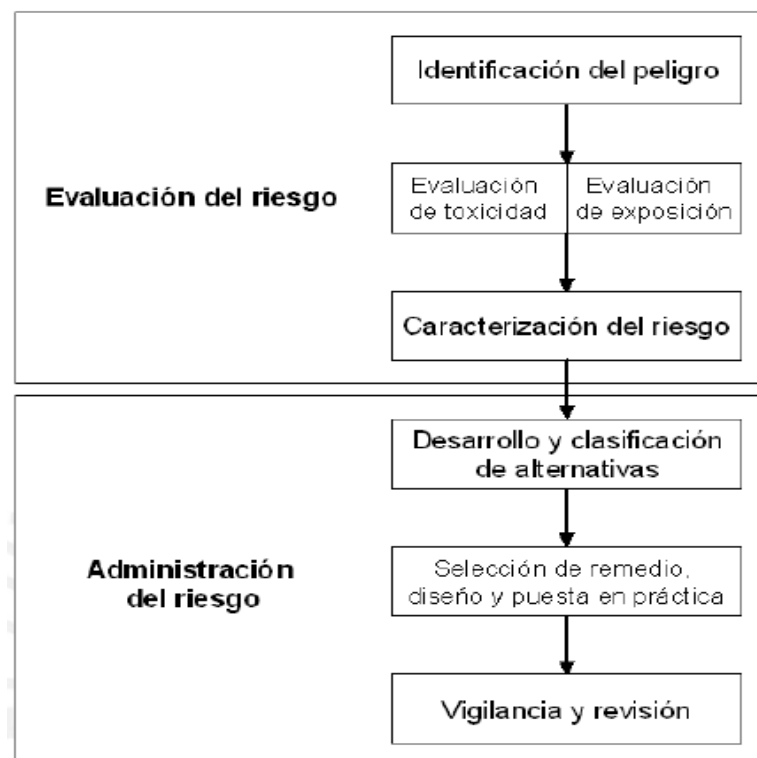 Identificación del peligro
Evaluación del riesgo
Evaluación
de toxicidad
Evaluación
de exposición
Caracterización del riesgo
Desarrollo y clasificación
de alternativas
Administración
del riesgo
Selección de remedio,
diseño y puesta en práctica
Vigilancia y revisión